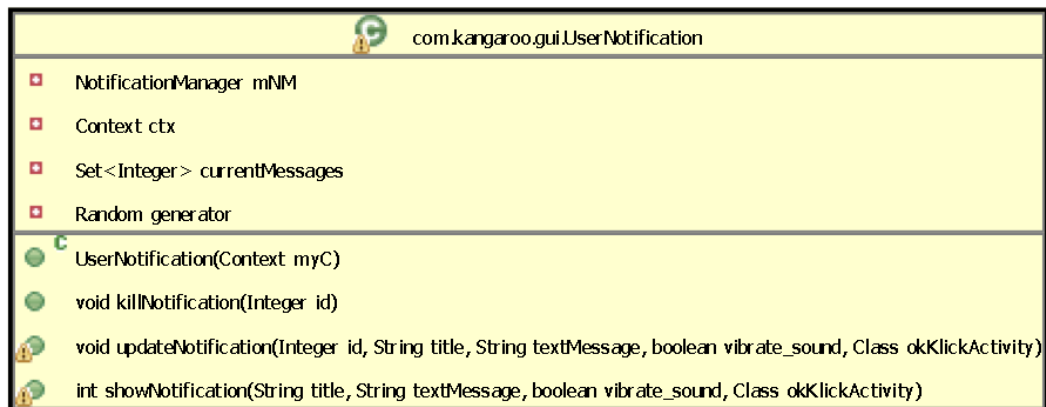 com.kangaroo.gui.UserNotification
NotificationManager mNM
Context ctx
Set<Integer> currentMessages
Random generator
UserNotification(Context myC)
void killNotification(Integer id)
void updateNotification(Integer id, String title, String textMessage, boolean vibrate_sound, Class okKlickActivity)
int showNotification(String title, String textMessage, boolean vibrate_sound, Class okKlickActivity)